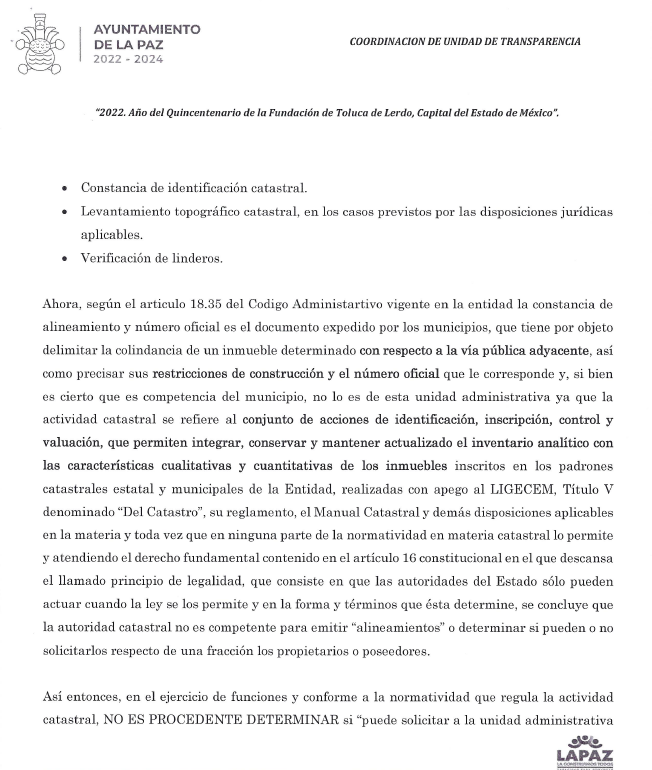 AYUNTAMIENTO
DE LA PAZ
2022 - 2024
COORDINACION DE UNIDAD DE TRANSPARENCIA
"2022. Año del Quincentenario de la Fundación de Toluca de Lerdo, Capital del Estado de México".
• Constancia de identificación catastral.
• Levantamiento topográfico catastral, en los casos previstos por las disposiciones jurídicas
aplicables.
• Verificación de linderos.
Ahora, según el articulo 18.35 del Codigo Administartivo vigente en la entidad la constancia de
alineamiento y número oficial es el documento expedido por los municipios, que tiene por objeto
delimitar la colindancia de un inmueble determinado con respecto a la vía pública adyacente, así
como precisar sus restricciones de construcción y el número oficial que le corresponde y, si bien
es cierto que es competencia del municipio, no lo es de esta unidad administrativa ya que la
actividad catastral se refiere al conjunto de acciones de identificación, inscripción, control y
valuación, que permiten integrar, conservar y mantener actualizado el inventario analítico con
las características cualitativas y cuantitativas de los inmuebles inscritos en los padrones
catastrales estatal y municipales de la Entidad, realizadas con apego al LIGECEM, Título V
denominado "Del Catastro", su reglamento, el Manual Catastral y demás disposiciones aplicables
en la materia y toda vez que en ninguna parte de la normatividad en materia catastral lo permite
y atendiendo el derecho fundamental contenido en el artículo 16 constitucional en el que descansa
el llamado principio de legalidad, que consiste en que las autoridades del Estado sólo pueden
actuar cuando la ley se los permite y en la forma y términos que ésta determine, se concluye que
la autoridad catastral no es competente para emitir "alineamientos" o determinar si pueden o no
solicitarlos respecto de una fracción los propietarios o poseedores.
Así entonces, en el ejercicio de funciones y conforme a la normatividad que regula la actividad
catastral, NO ES PROCEDENTE DETERMINAR si "puede solicitar a la unidad administrativa
LAPAZ
LA CONSTRUIMOS TODOS